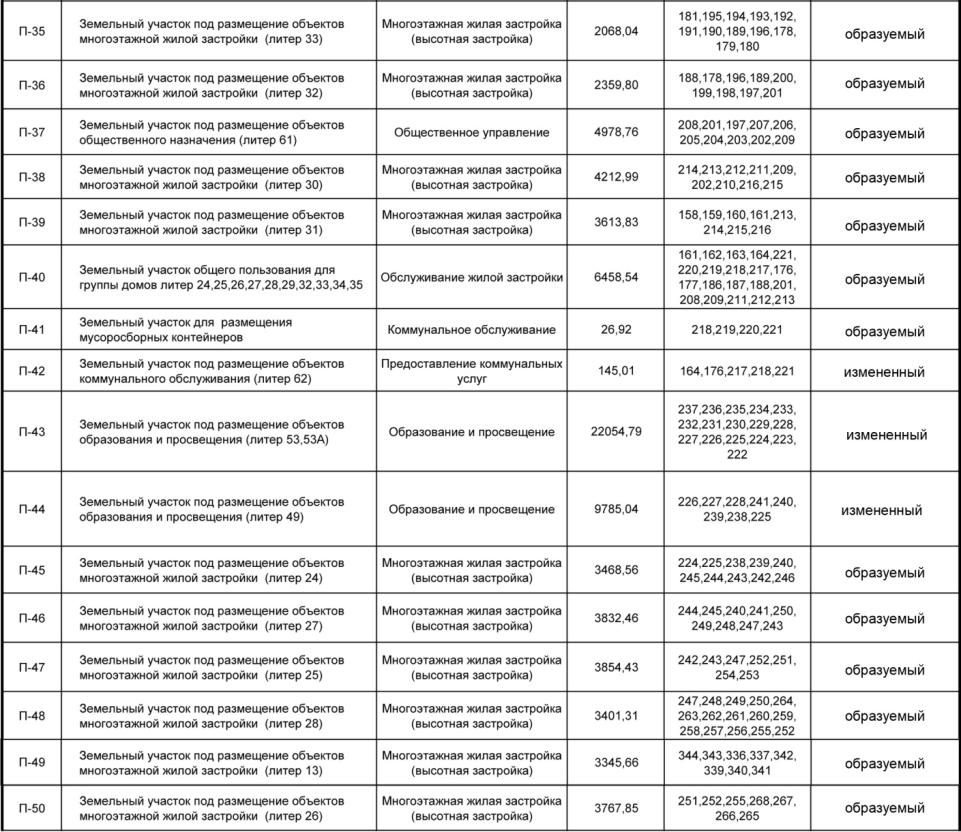 П-35
Земельный участок под размещение объектов
многоэтажной жилой застройки (литер 33)
Многоэтажная жилая застройка
(высотная застройка)
2068,04
181,195,194,193,192,
191,190,189,196,178,
179,180
образуемый
П-36
Земельный участок под размещение объектов
многоэтажной жилой застройки (литер 32)
Многоэтажная жилая застройка
(высотная застройка)
2359,80
188,178,196,189,200,
199,198,197,201
образуемый
П-37
Земельный участок под размещение объектов
общественного назначения (литер 61)
Общественное управление
4978,76
208,201,197,207,206,
205,204,203,202,209
образуемый
П-38
Земельный участок под размещение объектов
многоэтажной жилой застройки (литер 30)
Многоэтажная жилая застройка
(высотная застройка)
4212,99
214,213,212,211,209,
202,210,216,215
образуемый
П-39
Земельный участок под размещение объектов
многоэтажной жилой застройки (литер 31)
Многоэтажная жилая застройка
(высотная застройка)
3613,83
158,159,160,161,213,
214,215,216
образуемый
П-40
Земельный участок общего пользования для
группы домов литер 24,25,26,27,28,29,32,33,34,35
Обслуживание жилой застройки
6458,54
161,162,163,164,221,
220,219,218,217,176,
177,186,187,188,201,
208,209,211,212,213
образуемый
П-41
Земельный участок для размещения
мусоросборных контейнеров
Коммунальное обслуживание
26,92
218,219,220,221
образуемый
П-42
Земельный участок под размещение объектов
коммунального обслуживания (литер 62)
Предоставление коммунальных
услуг
145,01
164,176,217,218,221
измененный
П-43
Земельный участок под размещение объектов
образования и просвещения (литер 53,53А)
Образование и просвещение
22054,79
237,236,235,234,233,
232,231,230,229,228,
227,226,225,224,223,
222
измененный
П-44
Земельный участок под размещение объектов
образования и просвещения (литер 49)
Образование и просвещение
9785,04
226,227,228,241,240,
239,238,225
измененный
П-45
Земельный участок под размещение объектов
многоэтажной жилой застройки (литер 24)
Многоэтажная жилая застройка
(высотная застройка)
3468,56
224,225,238,239,240,
245,244,243,242,246
образуемый
П-46
Земельный участок под размещение объектов
многоэтажной жилой застройки (литер 27)
Многоэтажная жилая застройка
(высотная застройка)
3832,46
244,245,240,241,250,
249,248,247,243
образуемый
П-47
Земельный участок под размещение объектов
многоэтажной жилой застройки (литер 25)
Многоэтажная жилая застройка
(высотная застройка)
3854,43
242,243,247,252,251,
254,253
образуемый
П-48
Земельный участок под размещение объектов
многоэтажной жилой застройки (литер 28)
Многоэтажная жилая застройка
(высотная застройка)
3401,31
247,248,249,250,264,
263,262,261,260,259,
258,257,256,255,252
образуемый
П-49
Земельный участок под размещение объектов
многоэтажной жилой застройки (литер 13)
Многоэтажная жилая застройка
(высотная застройка)
3345,66
344,343,336,337,342,
339,340,341
образуемый
П-50
Земельный участок под размещение объектов
многоэтажной жилой застройки (литер 26)
Многоэтажная жилая застройка
(высотная застройка)
3767,85
251,252,255,268,267,
266,265
образуемый